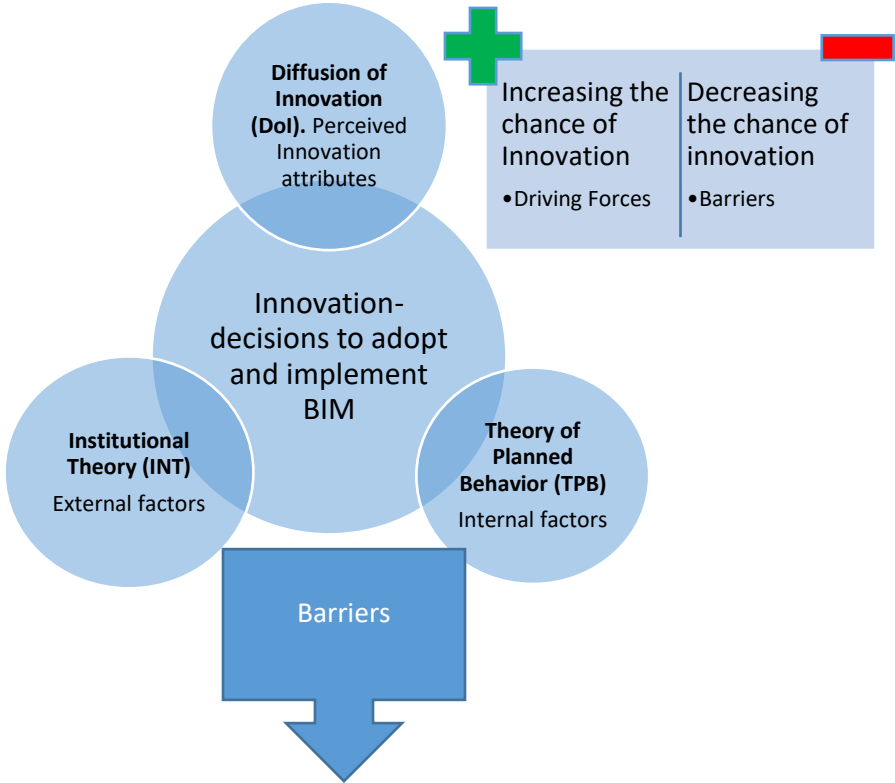 Diffusion of
Innovation
(DoI). Perceived
Innovation
attributes
Increasing the
chance of
Innovation
•Driving Forces
Decreasing
the chance of
innovation
•Barriers
Innovation-
decisions to adopt
and implement
BIM
Institutional
Theory (INT)
External factors
Theory of
Planned
Behavior (TPB)
Internal factors
Barriers